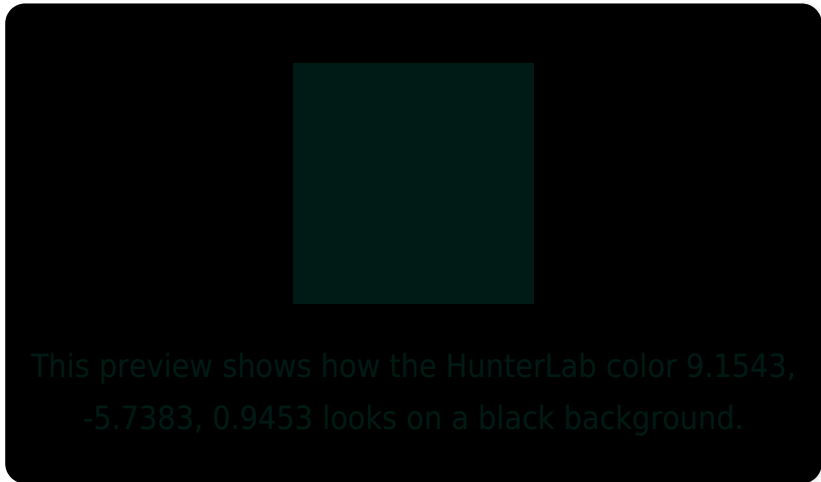 This preview shows how the HunterLab color 9.1543,
-5.7383, 0.9453 looks on a black background.